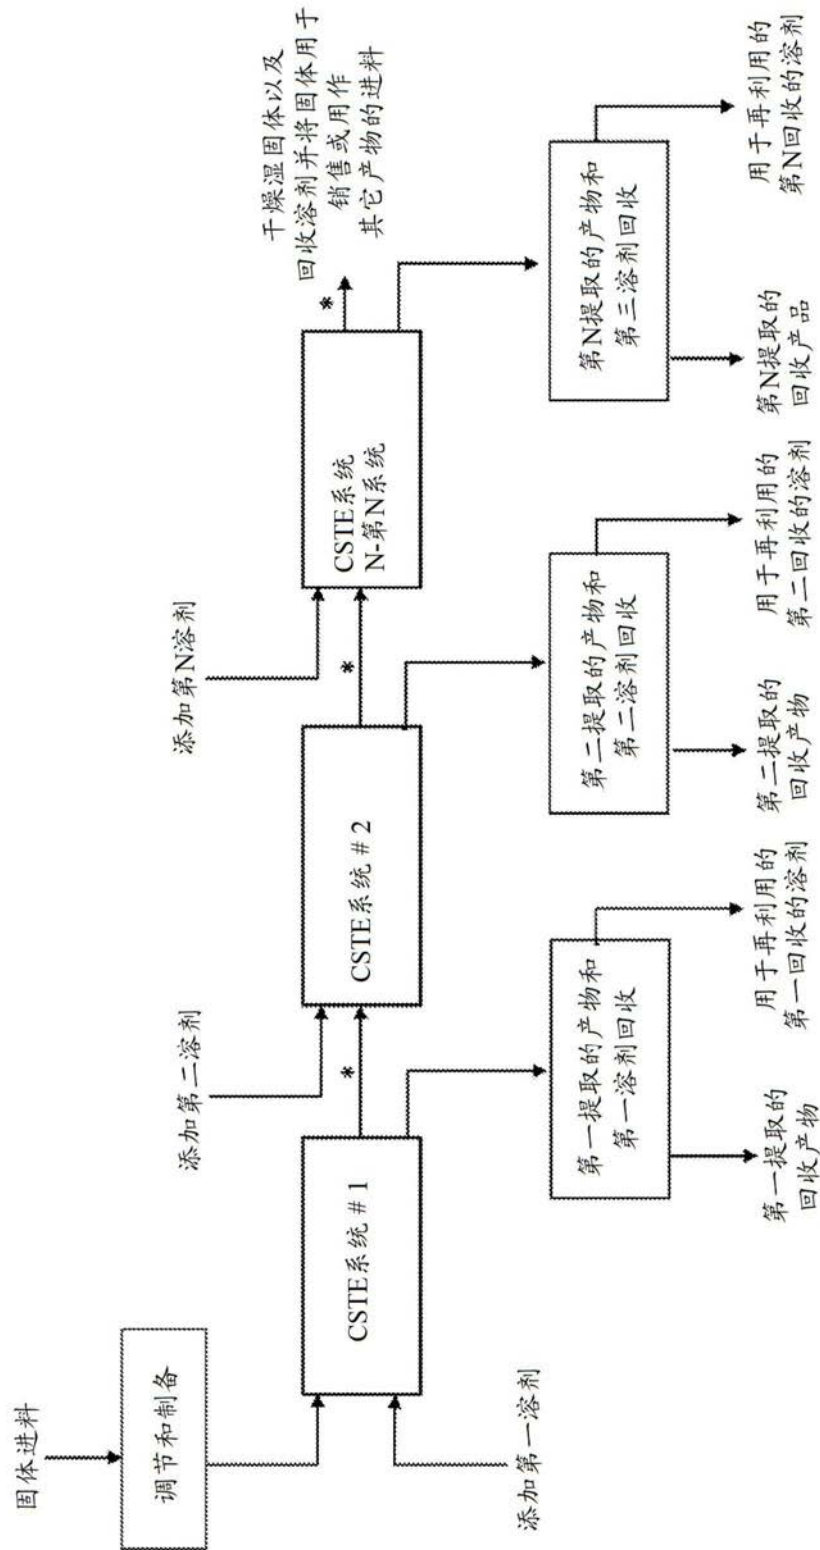 固体进料
调节和制备
添加第一溶剂
CSTE系统 # 1
*
添加第二溶剂
CSTE系统 # 2
*
添加第N溶剂
CSTE系统
N-第N系统
*
干燥湿固体以及
回收溶剂并将固体用于
销售或用作
其它产物的进料
第一提取的产物和
第一溶剂回收
第一提取的
回收产物
用于再利用的
第一回收的溶剂
第二提取的产物和
第二溶剂回收
第二提取的
回收产物
用于再利用的
第二回收的溶剂
第N提取的产物和
第三溶剂回收
第N提取的
回收产品
用于再利用的
第N回收的溶剂